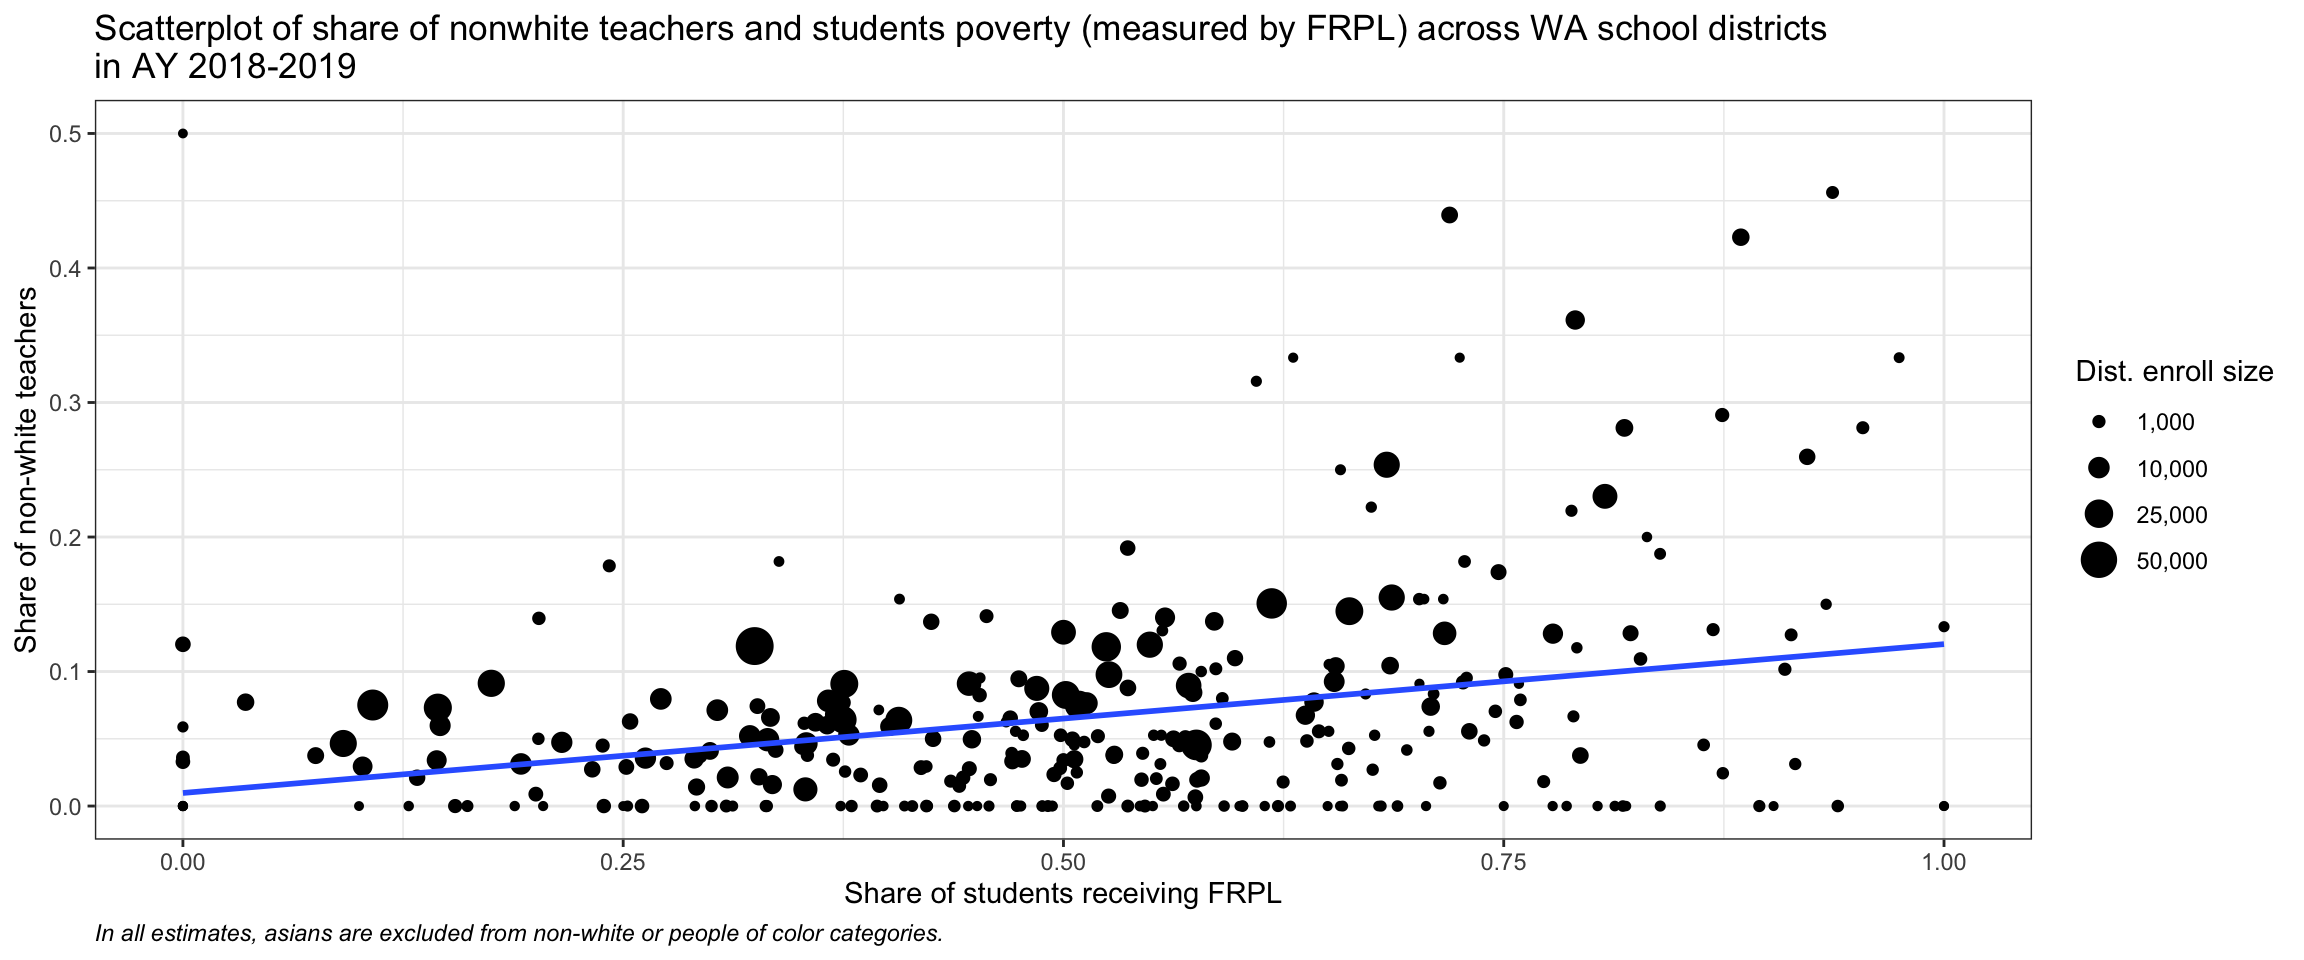 Scatterplot of share of nonwhite teachers and students poverty (measured by FRPL) across WA school districts
in AY 2018-2019
Share of non-white teachers
0.5
0.4
0.3
0.2
0.1
0.0
0.00
0.25
0.50
0.75
1.00
Share of students receiving FRPL
Dist. enroll size
1,000
10,000
25,000
50,000
In all estimates, asians are excluded from non-white or people of color categories.